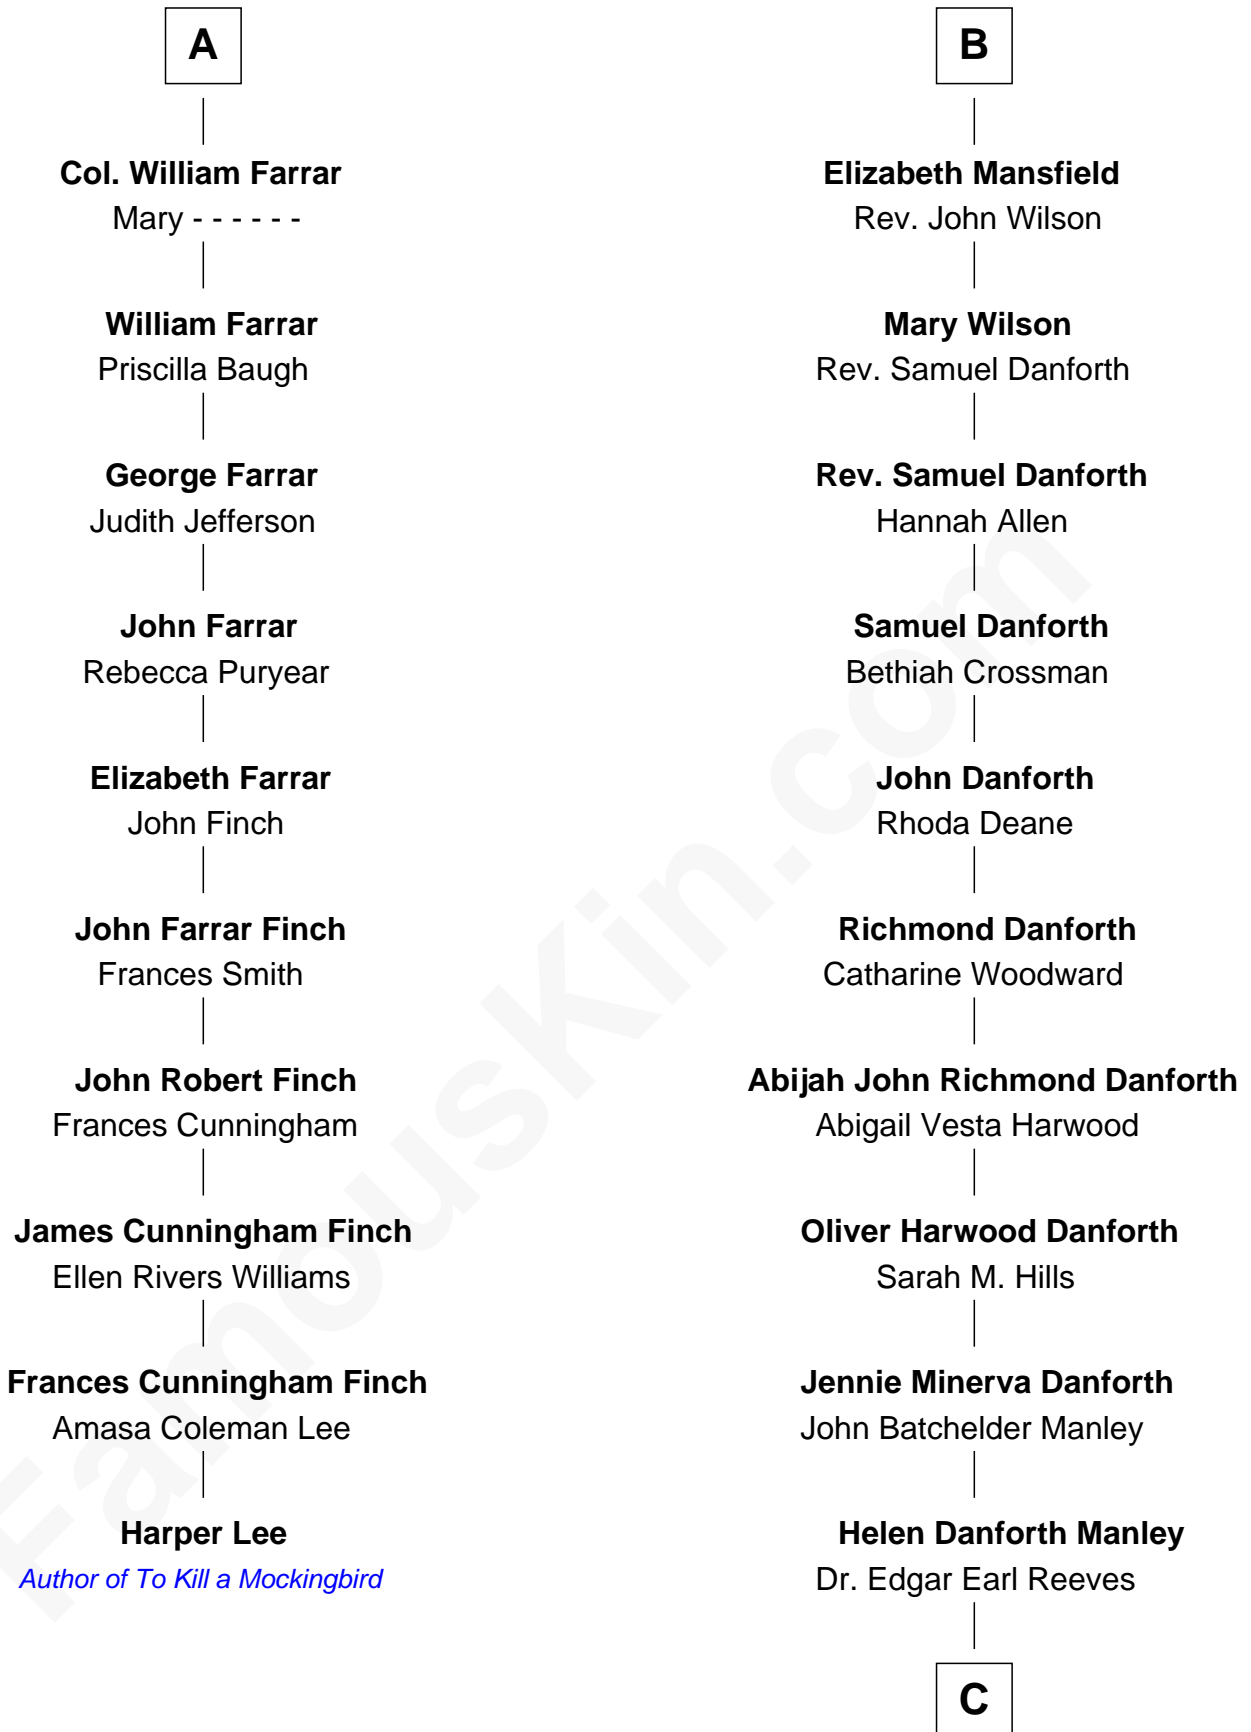 A
Col. William Farrar
Mary - - - - - -
William Farrar
Priscilla Baugh
George Farrar
Judith Jefferson
John Farrar
Rebecca Puryear
Elizabeth Farrar
John Finch
John Farrar Finch
Frances Smith
John Robert Finch
Frances Cunningham
James Cunningham Finch
Ellen Rivers Williams
Frances Cunningham Finch
Amasa Coleman Lee
Harper Lee
Author of To Kill a Mockingbird
B
Elizabeth Mansfield
Rev. John Wilson
Mary Wilson
Rev. Samuel Danforth
Rev. Samuel Danforth
Hannah Allen
Samuel Danforth
Bethiah Crossman
John Danforth
Rhoda Deane
Richmond Danforth
Catharine Woodward
Abijah John Richmond Danforth
Abigail Vesta Harwood
Oliver Harwood Danforth
Sarah M. Hills
Jennie Minerva Danforth
John Batchelder Manley
Helen Danforth Manley
Dr. Edgar Earl Reeves
C
FamousKin.com